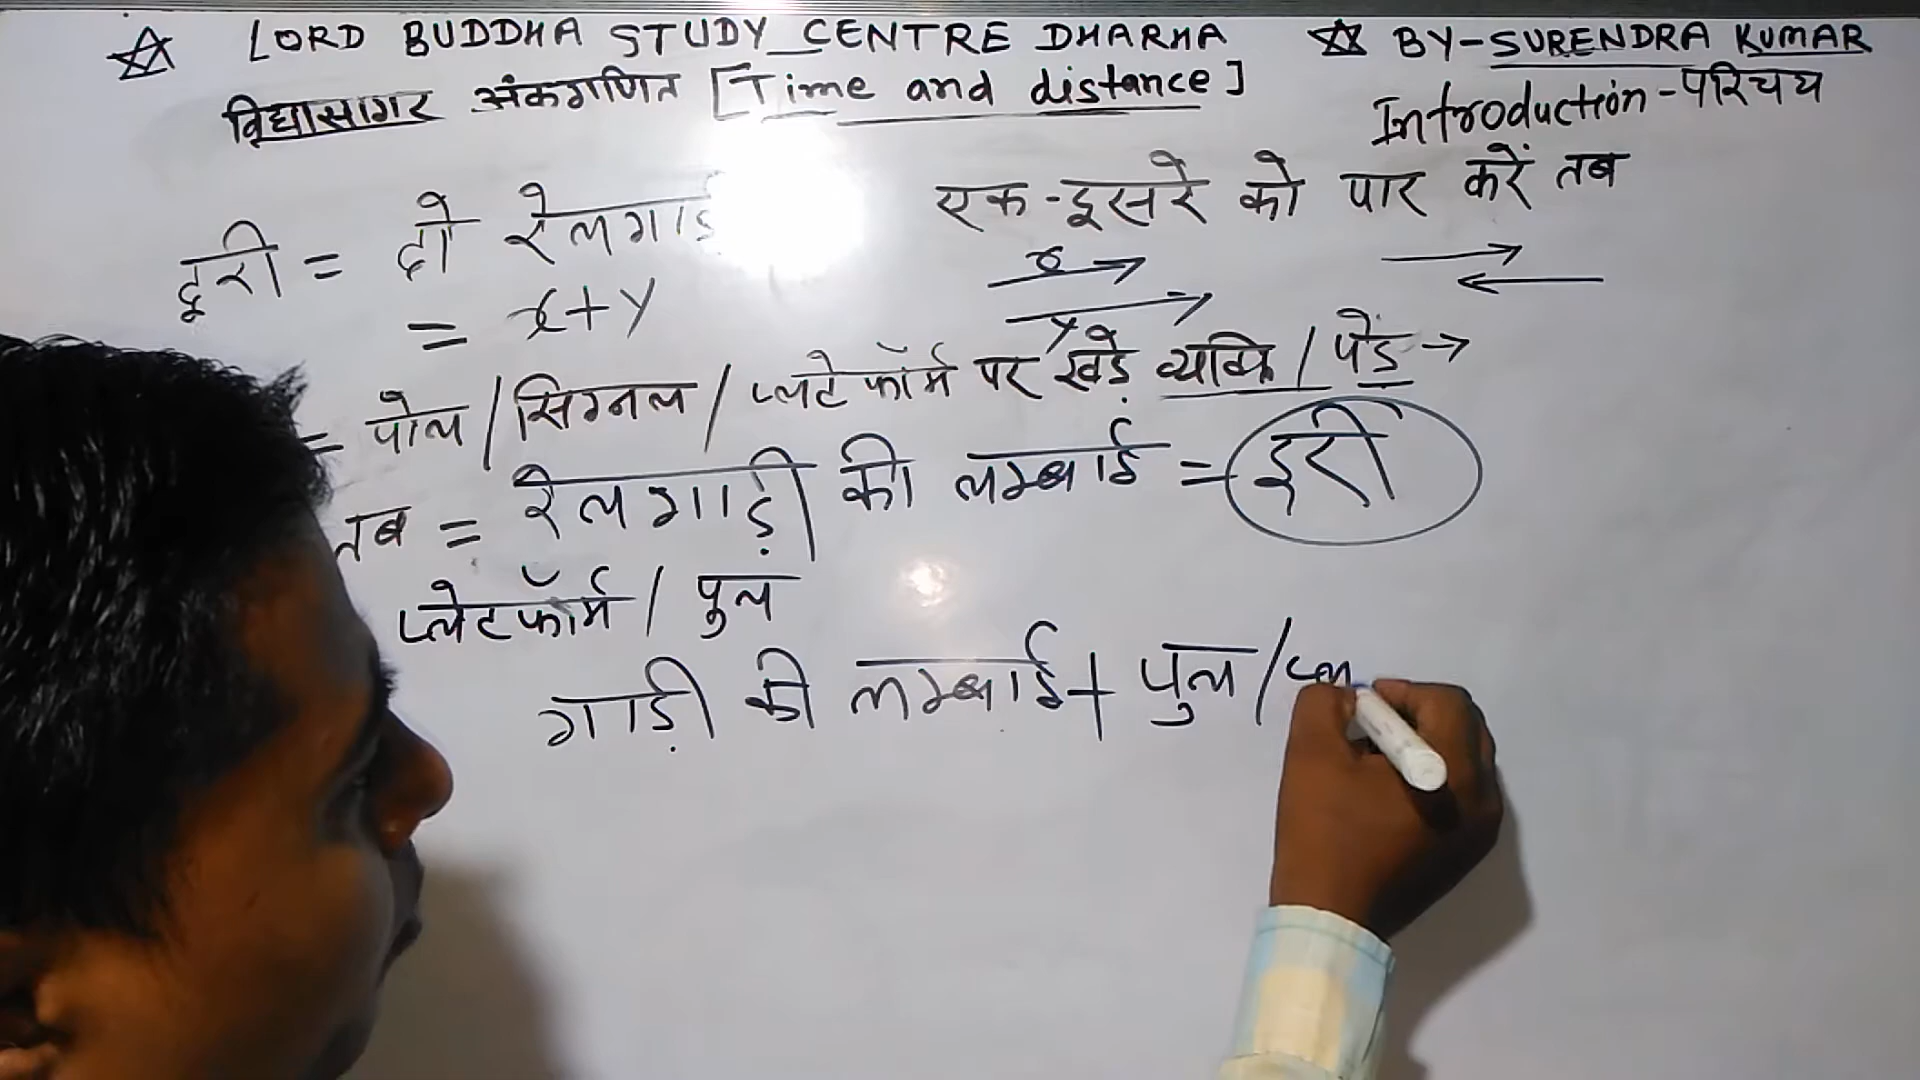 ☆ LORD BUDDHA STUDY CENTRE DHARHA ☆ BY-SURENDRA KUMAR
विद्यासागर अंकगणित [Time and distance] Introduction-परिचय
दूरी = दो रेलगाड़ एक-दूसरे को पार करें तब
= x+y
x → → ←
y →
= पोल/सिग्नल/प्लेटफॉर्म पर खड़े व्यक्ति/पेंड →
तब = रेलगाड़ी की लम्बाई = दूरी
प्लेटफॉर्म/पुल
गाड़ी की लम्बाई+पुल/प्ल